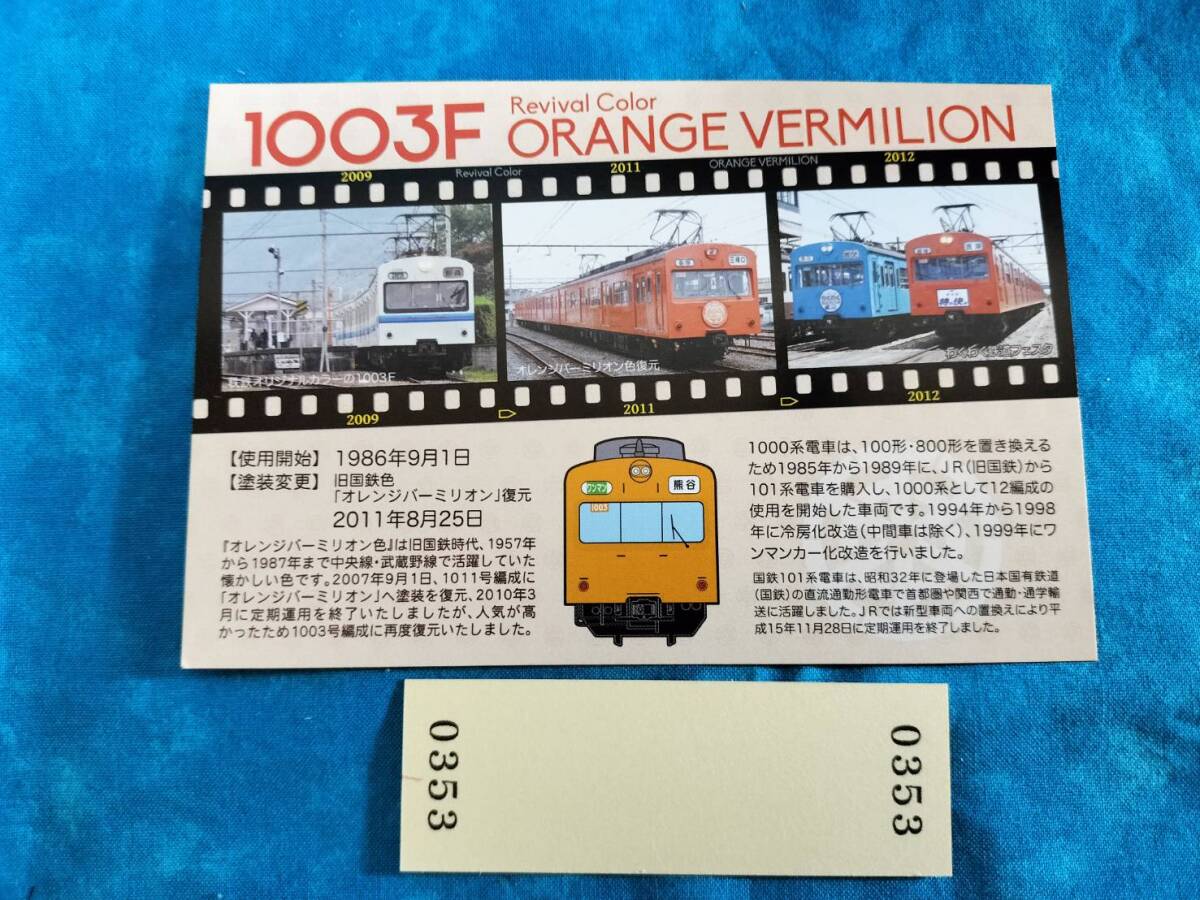 1003F
Revival Color
ORANGE VERMILION
2009
Revival Color
2011
ORANGE VERMILION
2012
秩鉄オリジナルカラーの1003F
オレンジバーミリオン色復元
わくわく鉄道フェスタ
2009
2011
2012
【使用開始】 1986年9月1日
【塗装変更】 旧国鉄色
「オレンジバーミリオン」復元
2011年8月25日
『オレンジバーミリオン色』は旧国鉄時代、1957年
から1987年まで中央線・武蔵野線で活躍していた
懐かしい色です。2007年9月1日、1011号編成に
「オレンジバーミリオン」へ塗装を復元、2010年3
月に定期運用を終了いたしましたが、人気が高
かったため1003号編成に再度復元いたしました。
ワンマン
熊谷
1003
1000系電車は、100形・800形を置き換える
ため1985年から1989年に、JR(旧国鉄)から
101系電車を購入し、1000系として12編成の
使用を開始した車両です。1994年から1998
年に冷房化改造(中間車は除く)、1999年にワ
ンマンカー化改造を行いました。
国鉄101系電車は、昭和32年に登場した日本国有鉄道
(国鉄)の直流通勤形電車で首都圏や関西で通勤・通学輸
送に活躍しました。JRでは新型車両への置換えにより平
成15年11月28日に定期運用を終了しました。
0353
0353